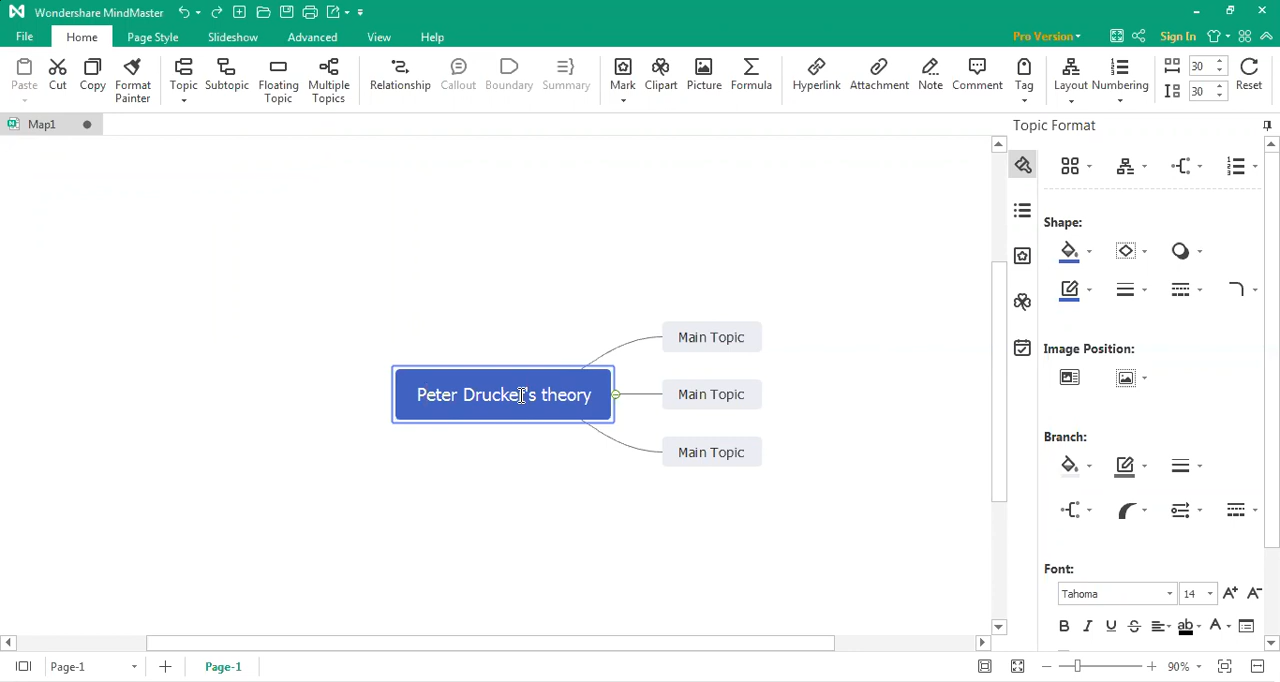 Wondershare MindMaster
File Home Page Style Slideshow Advanced View Help Pro Version Sign In
Paste Cut Copy Format Painter Topic Subtopic Floating Topic Multiple Topics Relationship Callout Boundary Summary Mark Clipart Picture Formula Hyperlink Attachment Note Comment Tag Layout Numbering 30 30 Reset
Map1
Topic Format
Shape:
Main Topic
Peter Drucker's theory
Main Topic
Main Topic
Image Position:
Branch:
Font:
Tahoma 14 A+ A-
B I U S ab A
Page-1 Page-1 90%